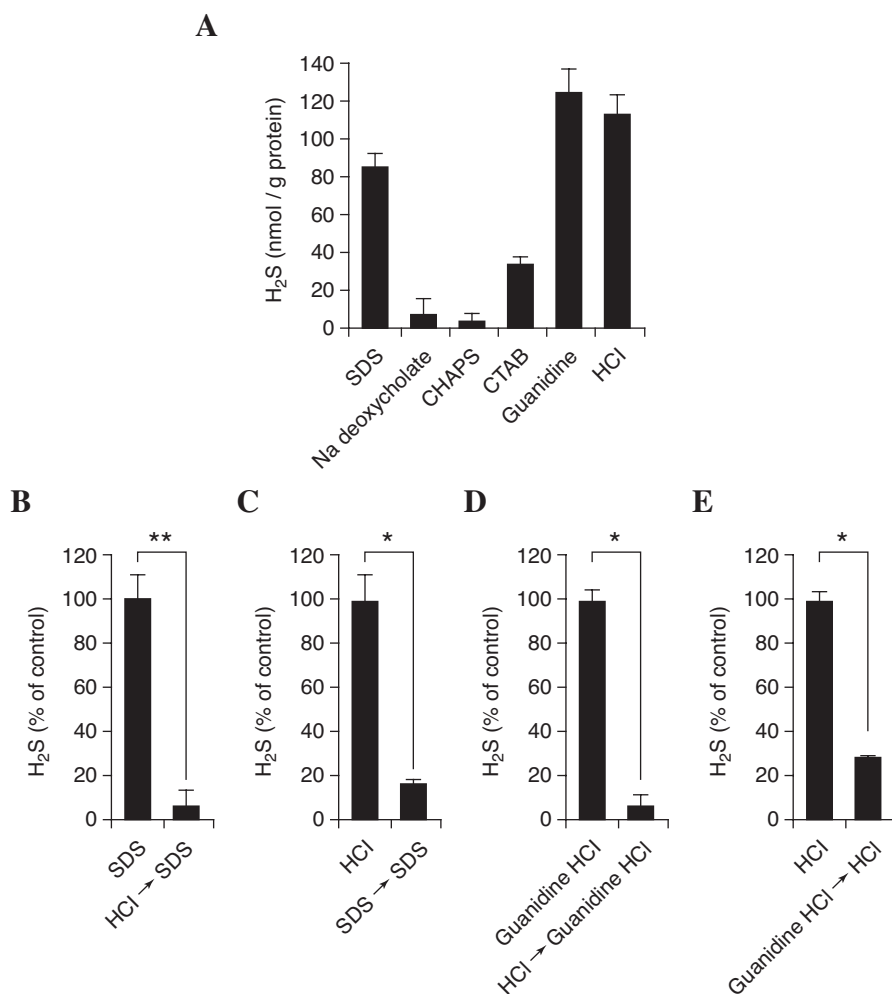 A
H₂S (nmol / g protein)
140
120
100
80
60
40
20
0
SDS
Na deoxycholate
CHAPS
CTAB
Guanidine
HCl
B
H₂S (% of control)
120
100
80
60
40
20
0
**
SDS
HCl → SDS
C
H₂S (% of control)
120
100
80
60
40
20
0
*
HCl
SDS → SDS
D
H₂S (% of control)
120
100
80
60
40
20
0
*
Guanidine HCl
HCl → Guanidine HCl
E
H₂S (% of control)
120
100
80
60
40
20
0
*
HCl
Guanidine HCl → HCl